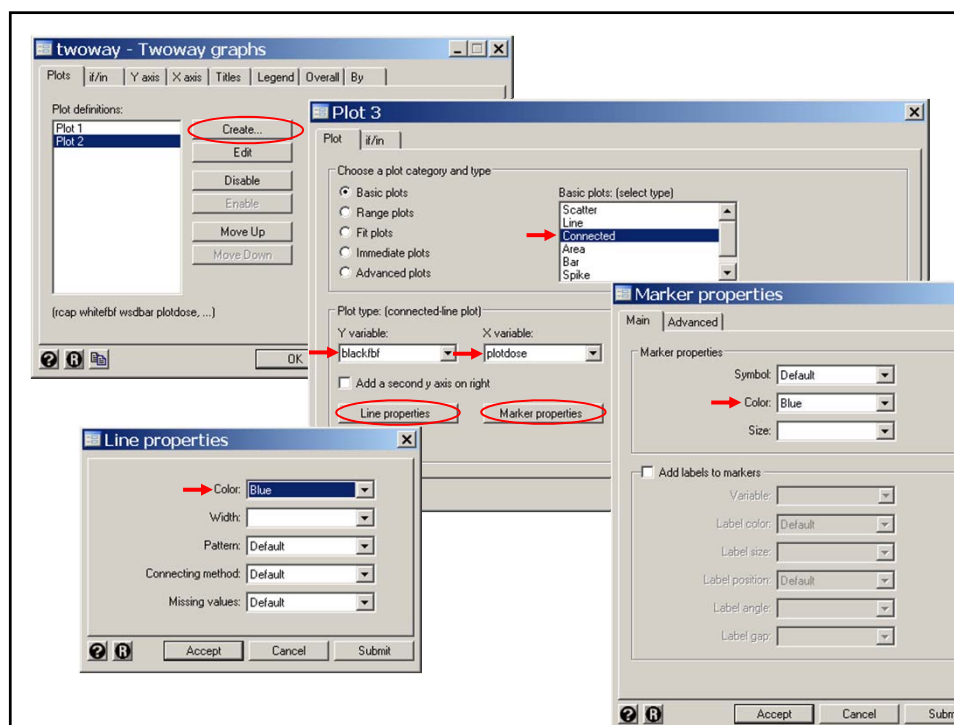 twoway - Twoway graphs
Plots if/in Y axis X axis Titles Legend Overall By
Plot definitions:
Plot 1
Plot 2
Create...
Edit
Disable
Enable
Move Up
Move Down
(rcap whitefbf wsdbar plotdose, ...)
? R
OK
Plot 3
Plot if/in
Choose a plot category and type
Basic plots
Range plots
Fit plots
Immediate plots
Advanced plots
Basic plots: (select type)
Scatter
Line
Connected
Area
Bar
Spike
Plot type: (connected-line plot)
Y variable: X variable:
blackfbf plotdose
Add a second y axis on right
Line properties Marker properties
Line properties
Color: Blue
Width:
Pattern: Default
Connecting method: Default
Missing values: Default
? R Accept Cancel Submit
Marker properties
Main Advanced
Marker properties
Symbol: Default
Color: Blue
Size:
Add labels to markers
Variable:
Label color: Default
Label size:
Label position: Default
Label angle:
Label gap:
? R Accept Cancel Subm